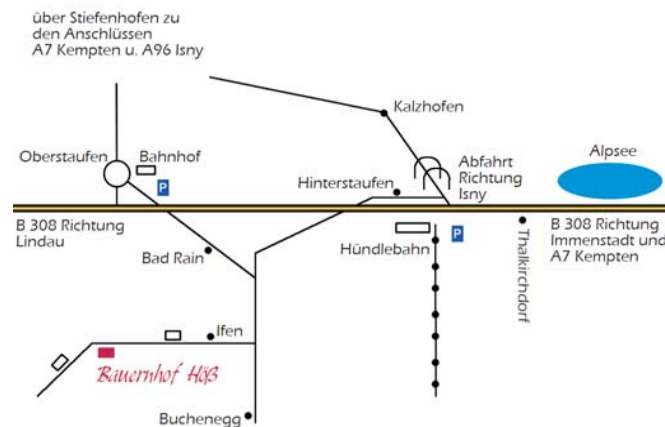 über Stiefenhofen zu
den Anschlüssen
A7 Kempten u. A96 Isny
Kalzhofen
Oberstaufen
Bahnhof
P
Hinterstaufen
Abfahrt
Richtung
Isny
Alpsee
B 308 Richtung
Lindau
Bad Rain
Hündlebahn
P
Thalkirchdorf
B 308 Richtung
Immenstadt und
A7 Kempten
Ifen
Bauernhof Höß
Buchenegg